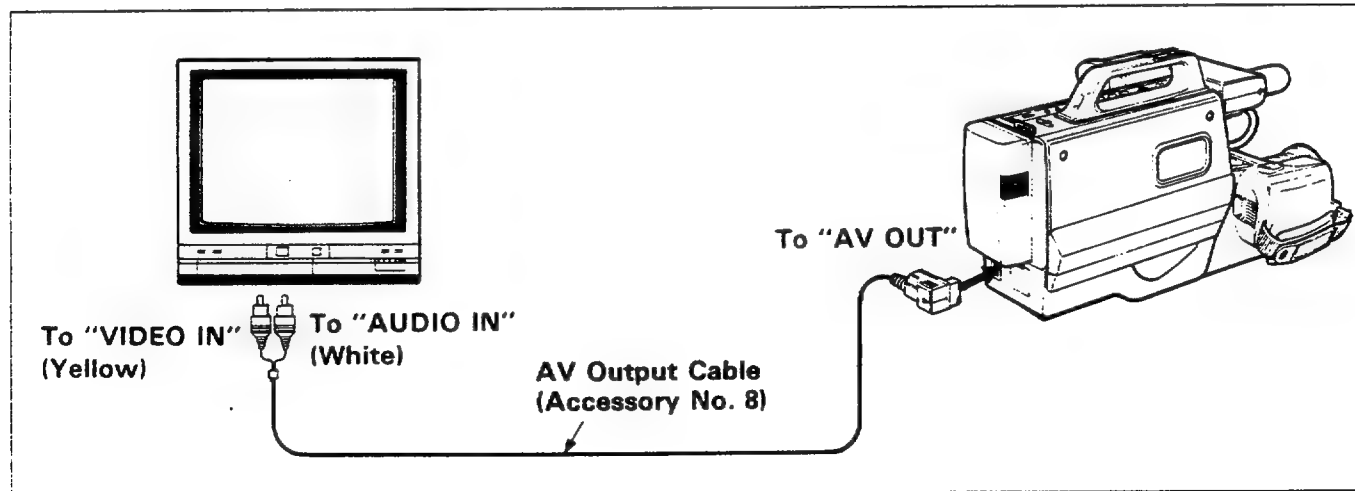 To "AV OUT"
To "VIDEO IN"
(Yellow)
To "AUDIO IN"
(White)
AV Output Cable
(Accessory No. 8)